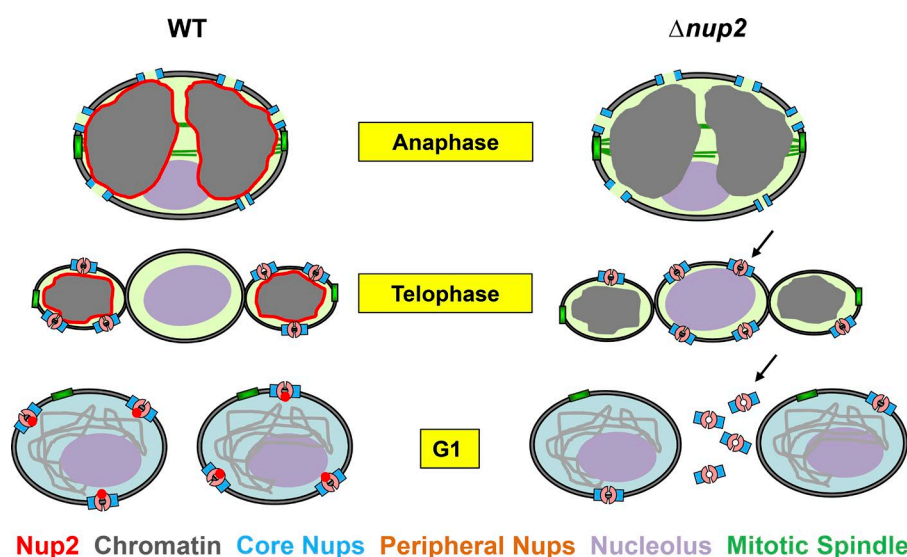 WT
Δnup2
Anaphase
Telophase
G1
Nup2 Chromatin Core Nups Peripheral Nups Nucleolus Mitotic Spindle